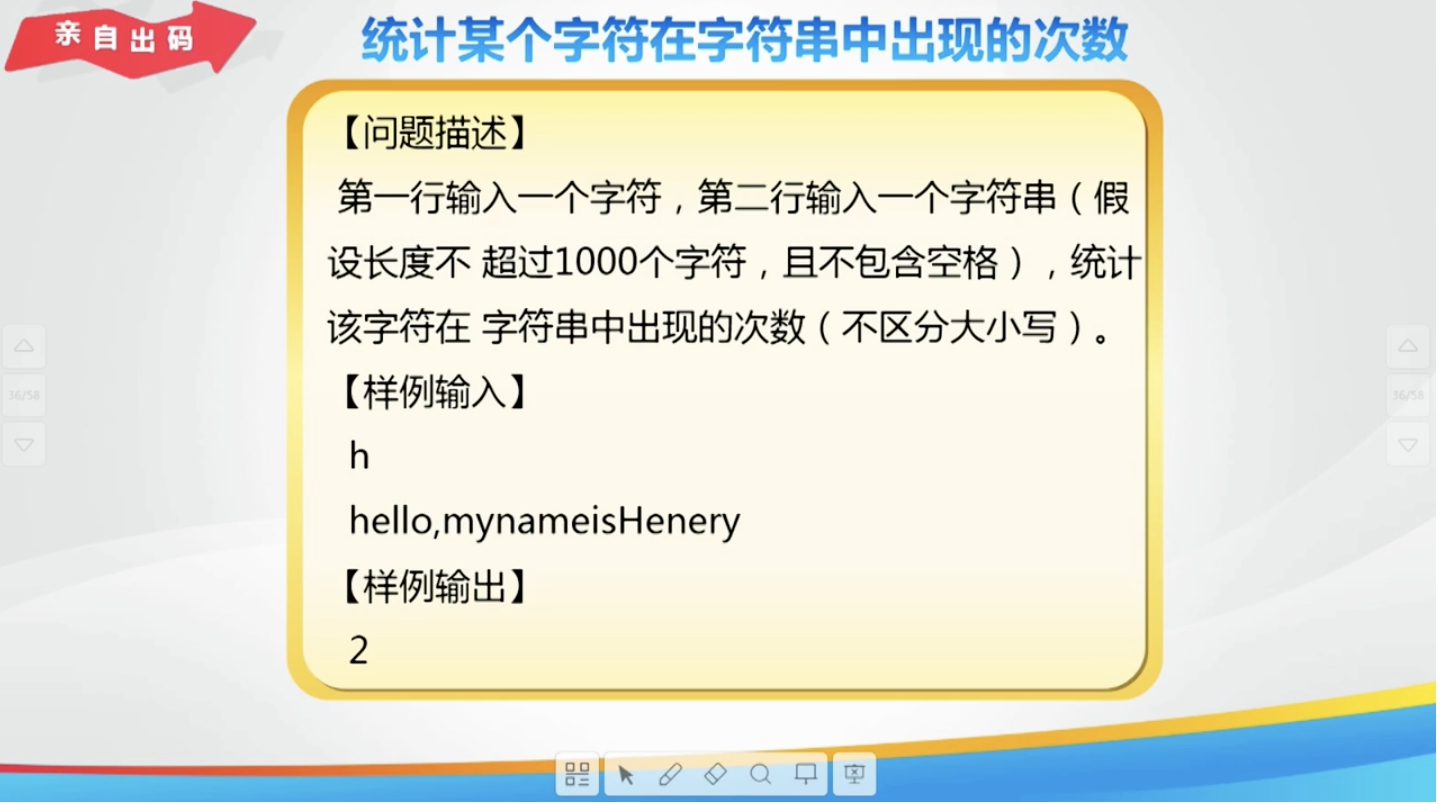 亲自出码
统计某个字符在字符串中出现的次数
【问题描述】
第一行输入一个字符，第二行输入一个字符串（假
设长度不 超过1000个字符，且不包含空格），统计
该字符在 字符串中出现的次数（不区分大小写）。
【样例输入】
h
hello,mynameisHenery
【样例输出】
2
36/58
36/58